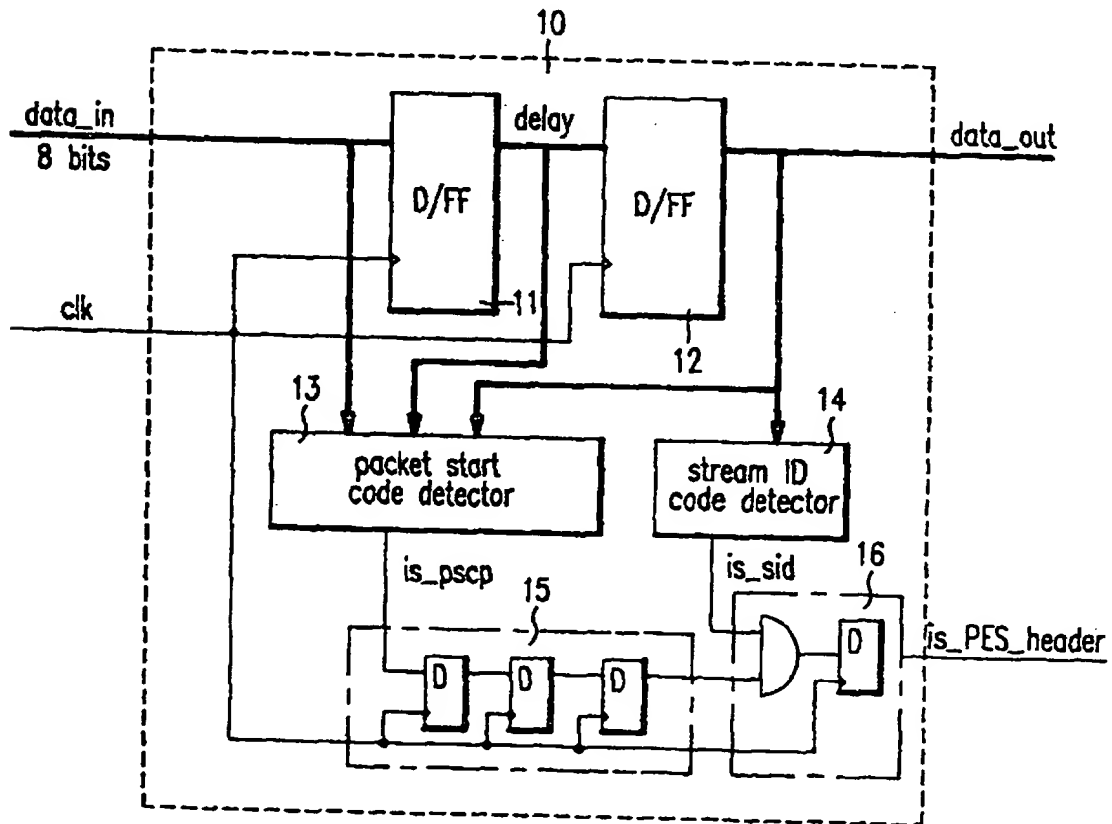 10
data_in
8 bits
delay
data_out
D/FF
D/FF
clk
11
12
13
14
packet start
code detector
stream ID
code detector
is_pscp
is_sid
15
16
D
D
D
D
is_PES_header